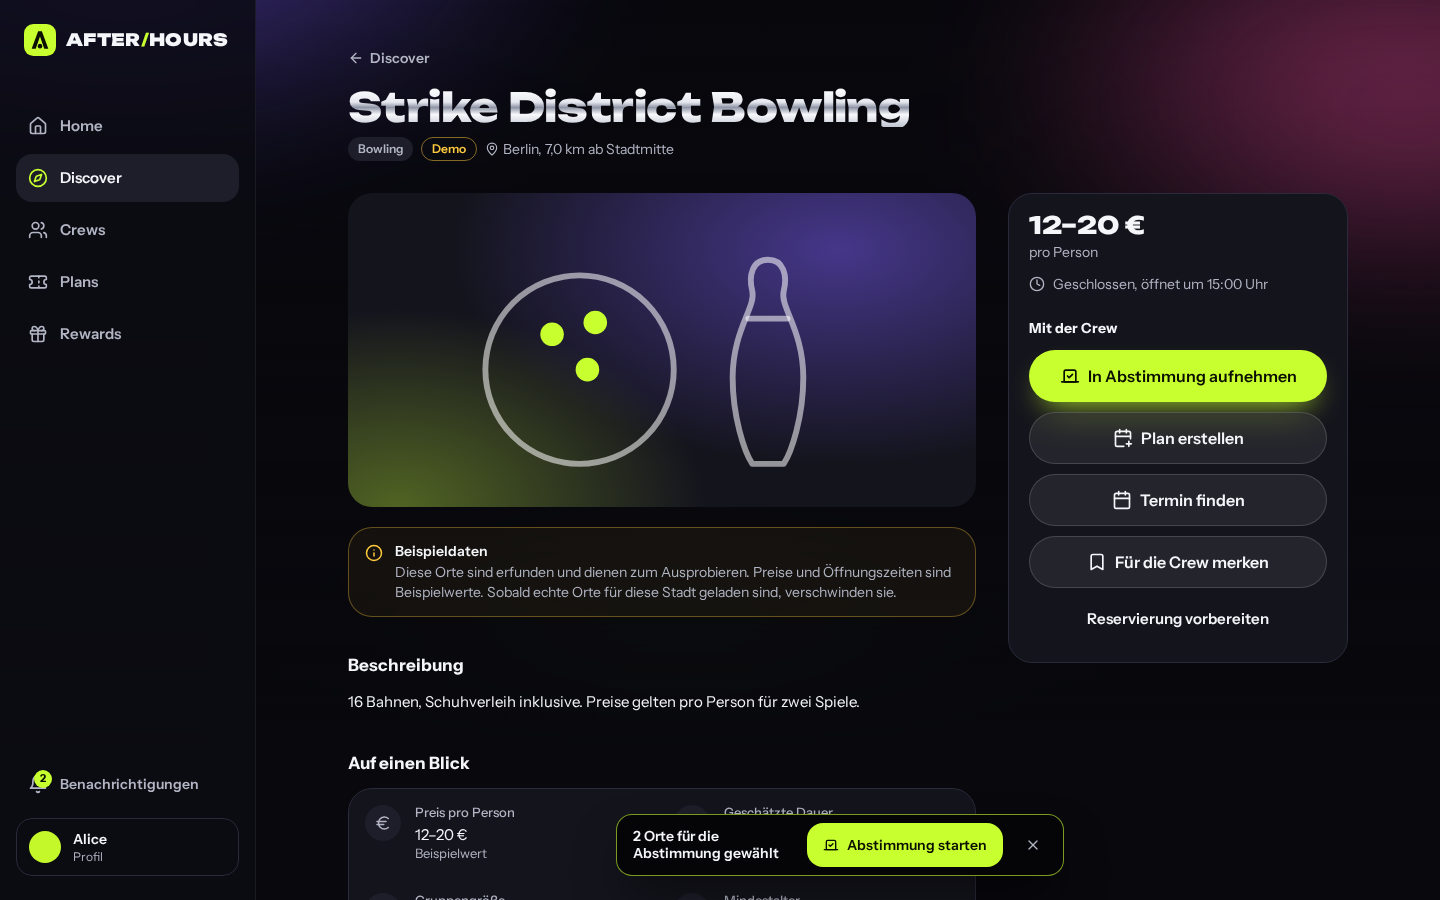 AFTER/HOURS
Home
Discover
Crews
Plans
Rewards
2
Benachrichtigungen
Alice
Profil
Discover
Strike District Bowling
Bowling
Demo
Berlin, 7,0 km ab Stadtmitte
12–20 €
pro Person
Geschlossen, öffnet um 15:00 Uhr
Mit der Crew
In Abstimmung aufnehmen
Plan erstellen
Termin finden
Für die Crew merken
Reservierung vorbereiten
Beispieldaten
Diese Orte sind erfunden und dienen zum Ausprobieren. Preise und Öffnungszeiten sind
Beispielwerte. Sobald echte Orte für diese Stadt geladen sind, verschwinden sie.
Beschreibung
16 Bahnen, Schuhverleih inklusive. Preise gelten pro Person für zwei Spiele.
Auf einen Blick
€
Preis pro Person
12–20 €
Beispielwert
Geschätzte Dauer
2 Orte für die
Abstimmung gewählt
Abstimmung starten
Gruppengröße
Mindestalter